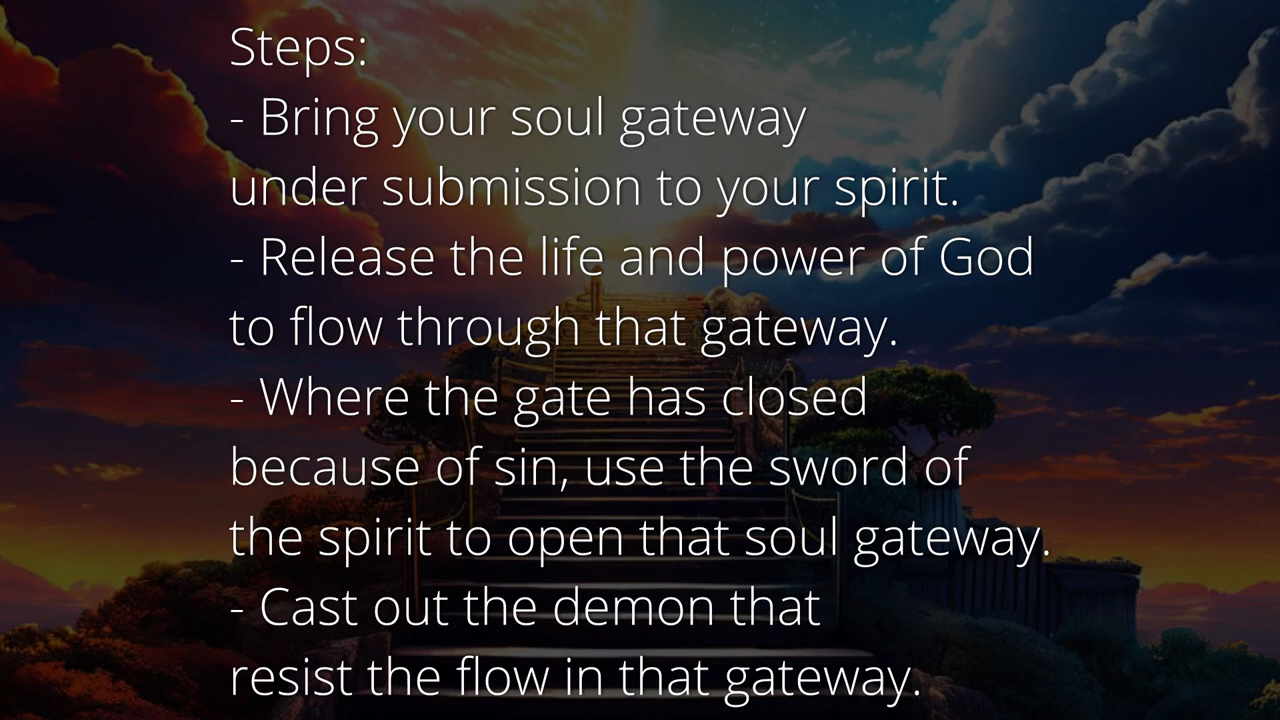 Steps:
- Bring your soul gateway
under submission to your spirit.
- Release the life and power of God
to flow through that gateway.
- Where the gate has closed
because of sin, use the sword of
the spirit to open that soul gateway.
- Cast out the demon that
resist the flow in that gateway.